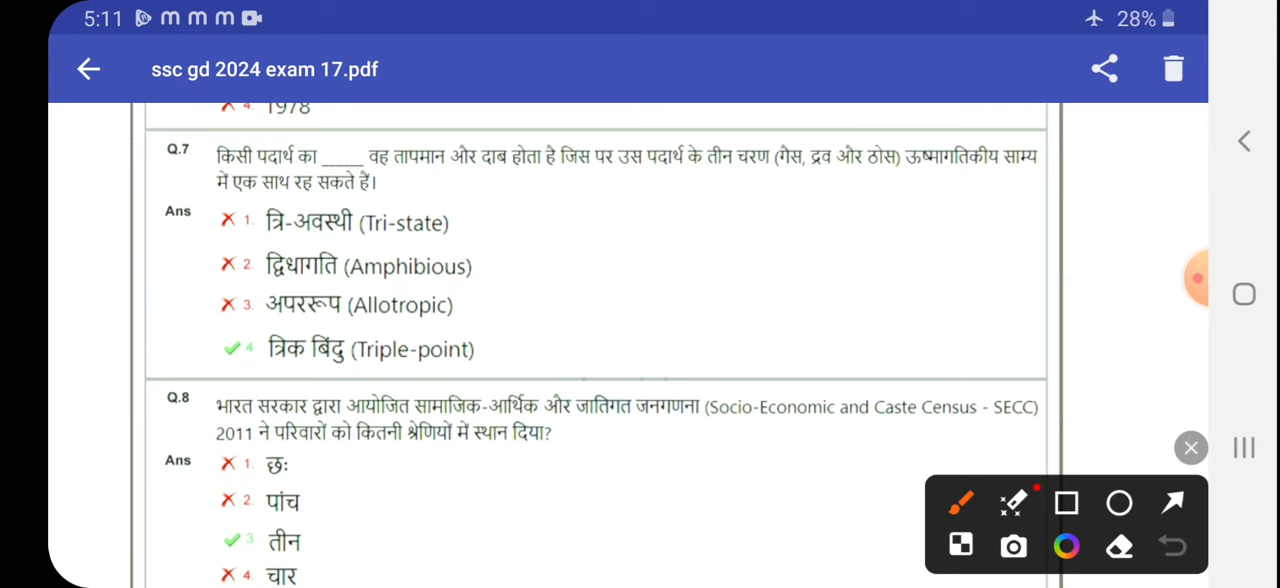 5:11 m m m 28%
ssc gd 2024 exam 17.pdf
4. 1978
Q.7 किसी पदार्थ का ______ वह तापमान और दाब होता है जिस पर उस पदार्थ के तीन चरण (गैस, द्रव और ठोस) ऊष्मागतिकीय साम्य
में एक साथ रह सकते हैं।
Ans 1. त्रि-अवस्थी (Tri-state)
2. द्विधागति (Amphibious)
3. अपररूप (Allotropic)
4 त्रिक बिंदु (Triple-point)
Q.8 भारत सरकार द्वारा आयोजित सामाजिक-आर्थिक और जातिगत जनगणना (Socio-Economic and Caste Census - SECC)
2011 ने परिवारों को कितनी श्रेणियों में स्थान दिया?
Ans 1. छः
2. पांच
3. तीन
4. चार